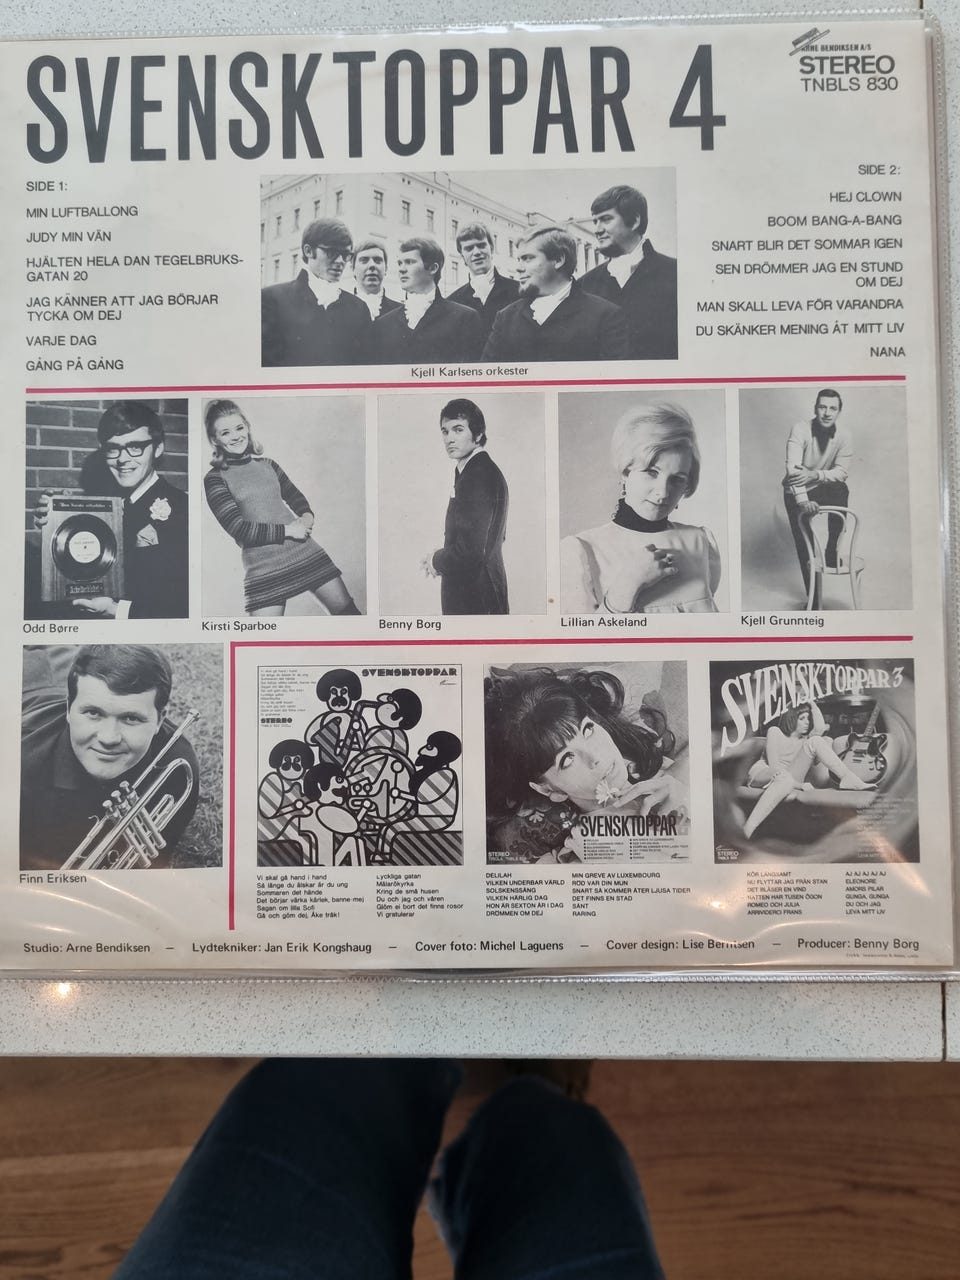 SVENSKTOPPAR 4
ARNE BENDIKSEN A/S
STEREO
TNBLS 830
SIDE 1:
MIN LUFTBALLONG
JUDY MIN VÄN
HJÄLTEN HELA DAN TEGELBRUKS-
GATAN 20
JAG KÄNNER ATT JAG BÖRJAR
TYCKA OM DEJ
VARJE DAG
GÅNG PÅ GÅNG
SIDE 2:
HEJ CLOWN
BOOM BANG-A-BANG
SNART BLIR DET SOMMAR IGEN
SEN DRÖMMER JAG EN STUND
OM DEJ
MAN SKALL LEVA FÖR VARANDRA
DU SKÄNKER MENING ÅT MITT LIV
NANA
Kjell Karlsens orkester
Odd Børre
Kirsti Sparboe
Benny Borg
Lillian Askeland
Kjell Grunnteig
Finn Eriksen
SVENSKTOPPAR
STEREO
Vi skal gå hand i hand
Så länge du älskar är du ung
Sommaren det hände
Det börjar värka kärlek, banne mej
Sagan om lilla Sofi
Gå och göm dej, Åke tråk!
Lyckliga gatan
Mälarökyrka
Kring de små husen
Du och jag och våren
Glöm ei bort det finns rosor
Vi gratulerar
SVENSKTOPPAR
STEREO
DELILAH
VILKEN UNDERBAR VÄRLD
SOLSKENSSÅNG
VILKEN HÄRLIG DAG
HON ÄR SEXTON ÅR I DAG
DRÖMMEN OM DEJ
MIN GREVE AV LUXEMBOURG
RÖD VAR DIN MUN
SNART SÅ KOMMER ÅTER LJUSA TIDER
DET FINNS EN STAD
SÅNT
RARING
SVENSKTOPPAR 3
STEREO
KÖR LÅNGSAMT
NU FLYTTAR JAG FRÅN STAN
DET BLÅSER EN VIND
NATTEN HAR TUSEN ÖGON
ROMEO OCH JULIA
ARRIVIDERCI FRANS
AJ AJ AJ AJ AJ
ELEONORE
AMORS PILAR
GUNGA, GUNGA
DU OCH JAG
LEVA MITT LIV
Studio: Arne Bendiksen — Lydtekniker: Jan Erik Kongshaug — Cover foto: Michel Laguens — Cover design: Lise Berntsen — Producer: Benny Borg